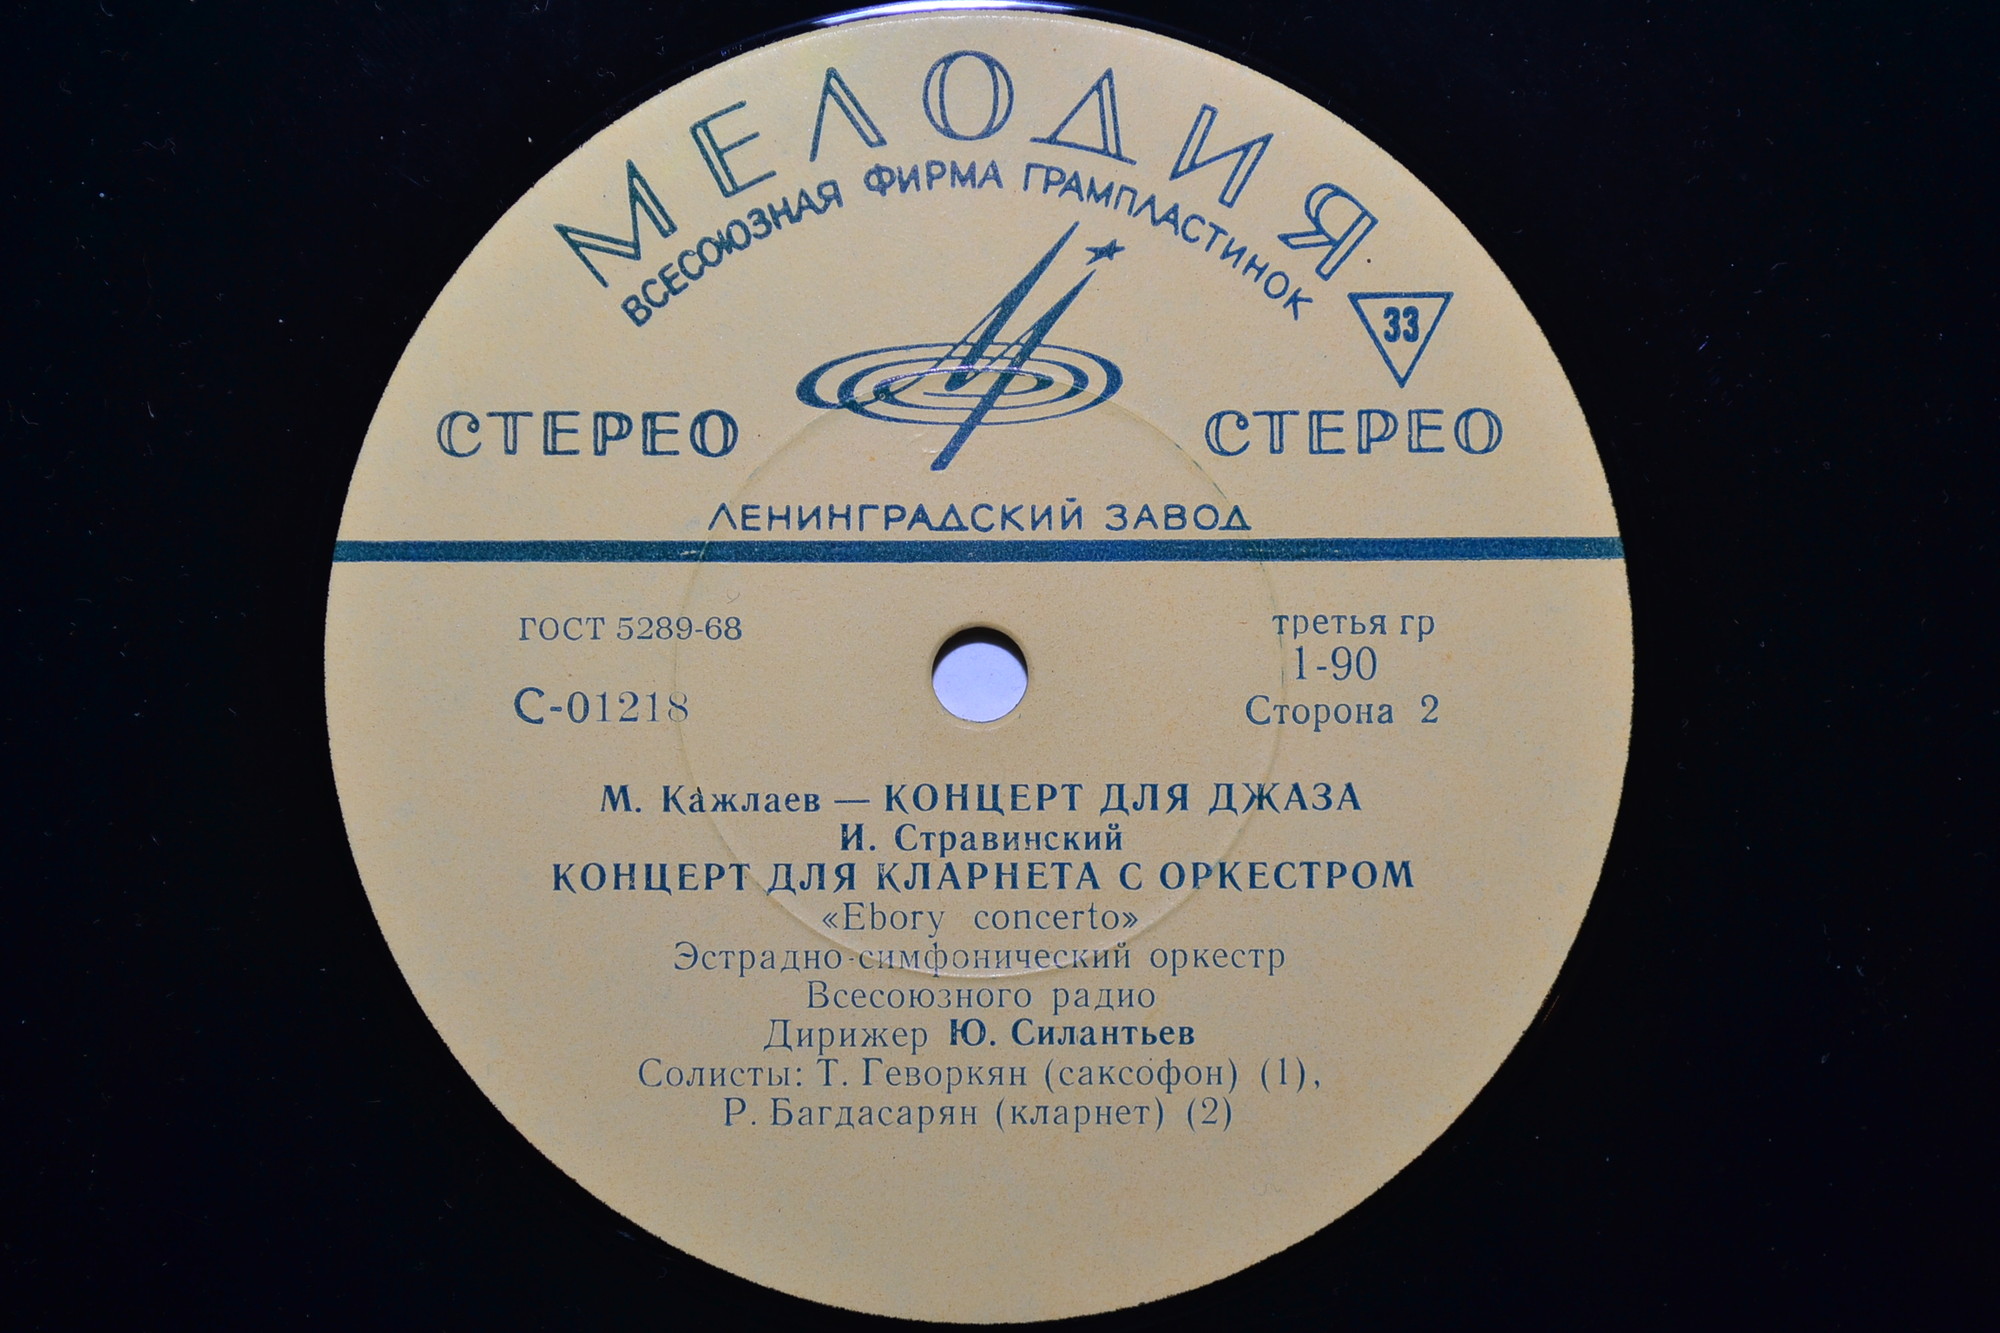 МЕЛОДИЯ
ВСЕСОЮЗНАЯ ФИРМА ГРАМПЛАСТИНОК
33
СТЕРЕО СТЕРЕО
ЛЕНИНГРАДСКИЙ ЗАВОД
ГОСТ 5289-68
третья гр
1-90
С-01218
Сторона 2
М. Кажлаев — КОНЦЕРТ ДЛЯ ДЖАЗА
И. Стравинский
КОНЦЕРТ ДЛЯ КЛАРНЕТА С ОРКЕСТРОМ
«Ebory concerto»
Эстрадно-симфонический оркестр
Всесоюзного радио
Дирижер Ю. Силантьев
Солисты: Т. Геворкян (саксофон) (1),
Р. Багдасарян (кларнет) (2)